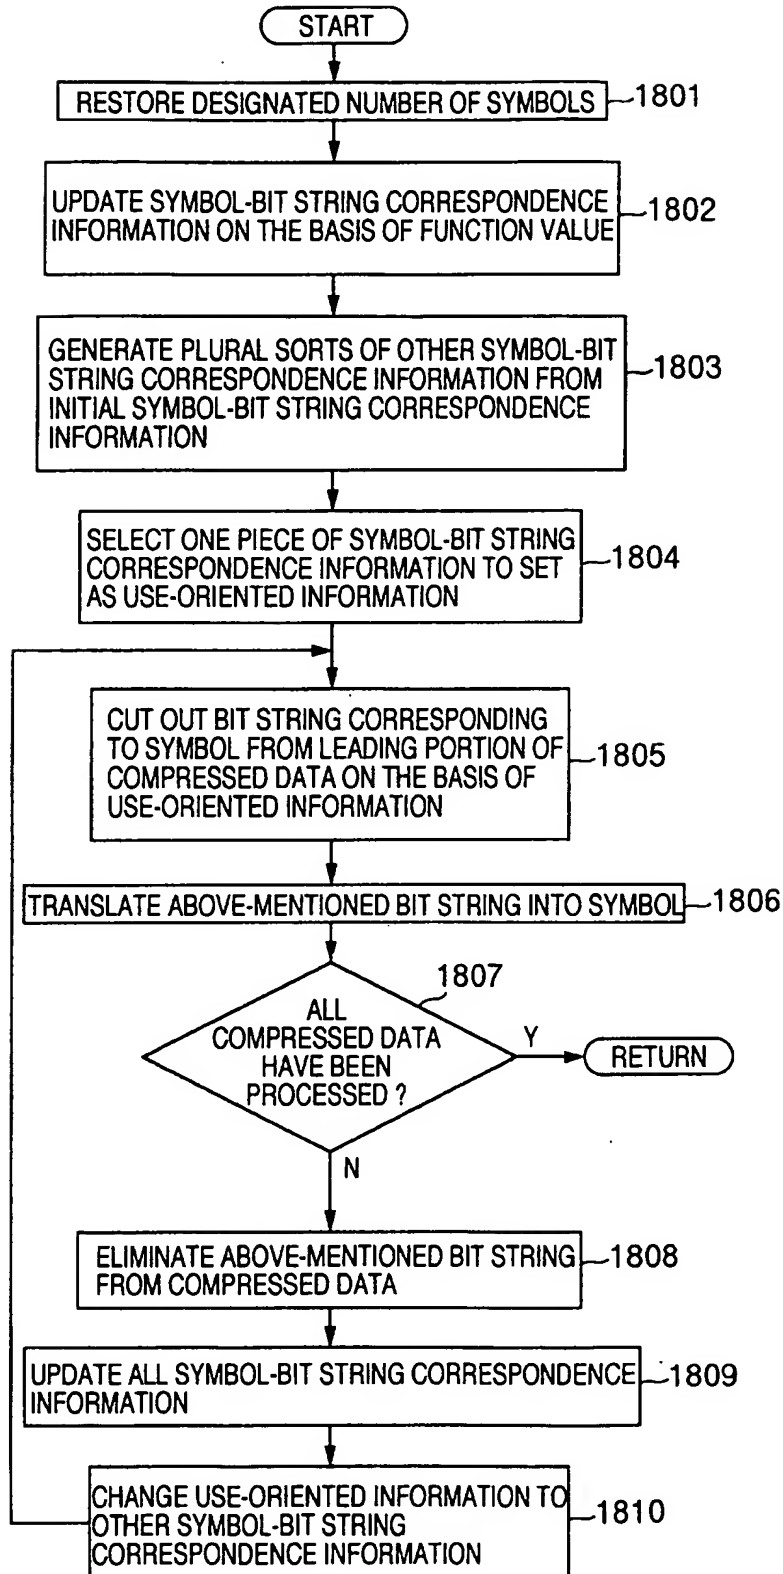 START
RESTORE DESIGNATED NUMBER OF SYMBOLS
1801
UPDATE SYMBOL-BIT STRING CORRESPONDENCE
INFORMATION ON THE BASIS OF FUNCTION VALUE
1802
GENERATE PLURAL SORTS OF OTHER SYMBOL-BIT
STRING CORRESPONDENCE INFORMATION FROM
INITIAL SYMBOL-BIT STRING CORRESPONDENCE
INFORMATION
1803
SELECT ONE PIECE OF SYMBOL-BIT STRING
CORRESPONDENCE INFORMATION TO SET
AS USE-ORIENTED INFORMATION
1804
CUT OUT BIT STRING CORRESPONDING
TO SYMBOL FROM LEADING PORTION OF
COMPRESSED DATA ON THE BASIS OF
USE-ORIENTED INFORMATION
1805
TRANSLATE ABOVE-MENTIONED BIT STRING INTO SYMBOL
1806
1807
ALL
COMPRESSED DATA
HAVE BEEN
PROCESSED ?
Y
RETURN
N
ELIMINATE ABOVE-MENTIONED BIT STRING
FROM COMPRESSED DATA
1808
UPDATE ALL SYMBOL-BIT STRING CORRESPONDENCE
INFORMATION
1809
CHANGE USE-ORIENTED INFORMATION TO
OTHER SYMBOL-BIT STRING
CORRESPONDENCE INFORMATION
1810